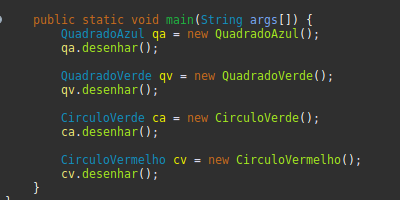 public static void main(String args[]) {
QuadradoAzul qa = new QuadradoAzul();
qa.desenhar();
QuadradoVerde qv = new QuadradoVerde();
qv.desenhar();
CirculoVerde ca = new CirculoVerde();
ca.desenhar();
CirculoVermelho cv = new CirculoVermelho();
cv.desenhar();
}